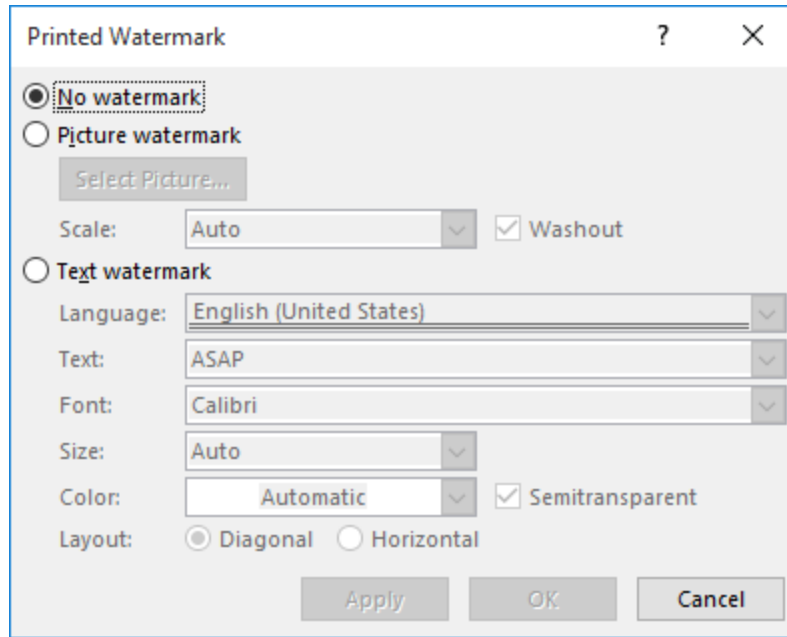 Printed Watermark ?
No watermark
Picture watermark
Select Picture...
Scale: Auto Washout
Text watermark
Language: English (United States)
Text: ASAP
Font: Calibri
Size: Auto
Color: Automatic Semitransparent
Layout: Diagonal Horizontal
Apply OK Cancel